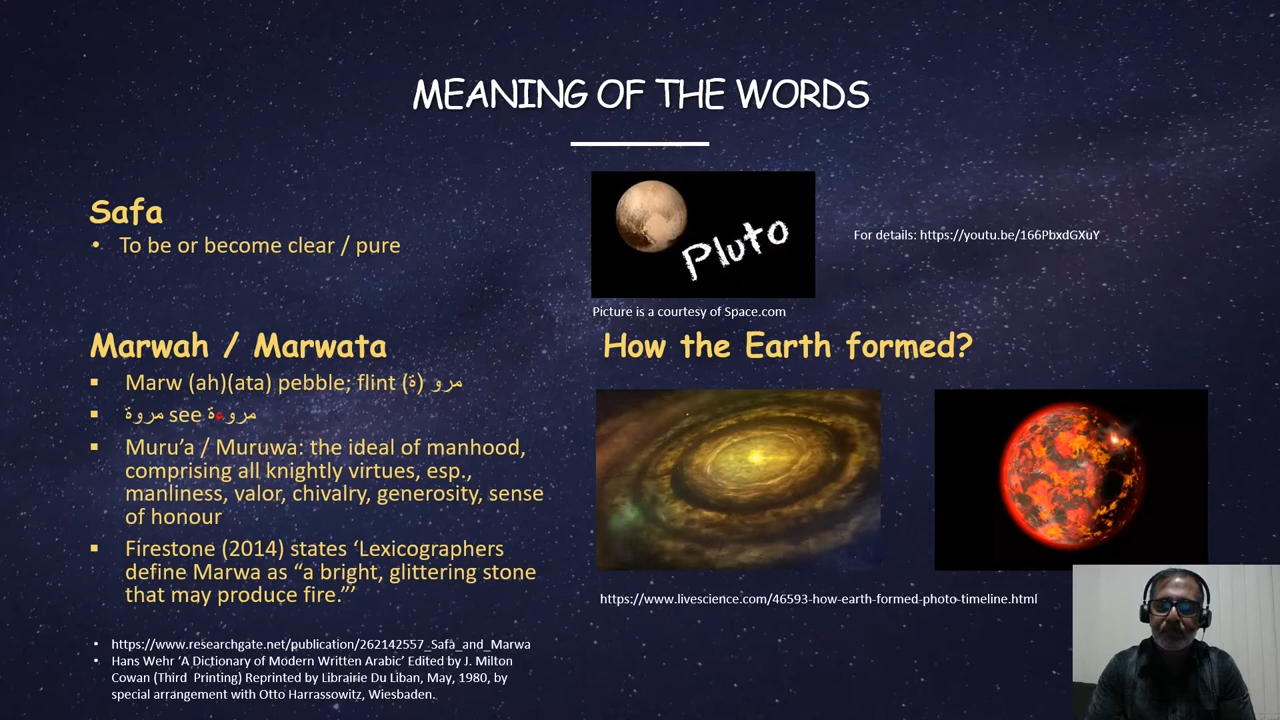 MEANING OF THE WORDS
Safa
• To be or become clear / pure
Pluto
For details: https://youtu.be/166PbxdGXuY
Picture is a courtesy of Space.com
Marwah / Marwata
▪ Marw (ah)(ata) pebble; flint (ة) مرو
▪ مروة see مروءة
▪ Muru’a / Muruwa: the ideal of manhood,
comprising all knightly virtues, esp.,
manliness, valor, chivalry, generosity, sense
of honour
▪ Firestone (2014) states ‘Lexicographers
define Marwa as “a bright, glittering stone
that may produce fire.”’
• https://www.researchgate.net/publication/262142557_Safa_and_Marwa
• Hans Wehr ‘A Dictionary of Modern Written Arabic’ Edited by J. Milton
Cowan (Third Printing) Reprinted by Librairie Du Liban, May, 1980, by
special arrangement with Otto Harrassowitz, Wiesbaden.
How the Earth formed?
https://www.livescience.com/46593-how-earth-formed-photo-timeline.html